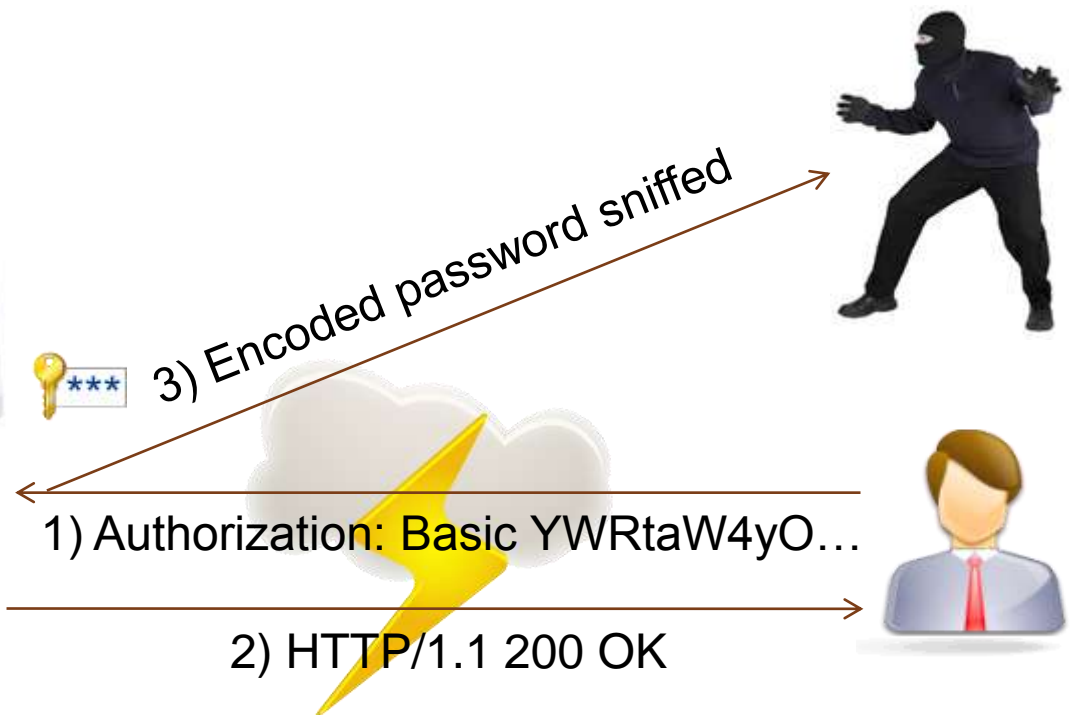 3) Encoded password sniffed
***
1) Authorization: Basic YWRtaW4yO…
2) HTTP/1.1 200 OK